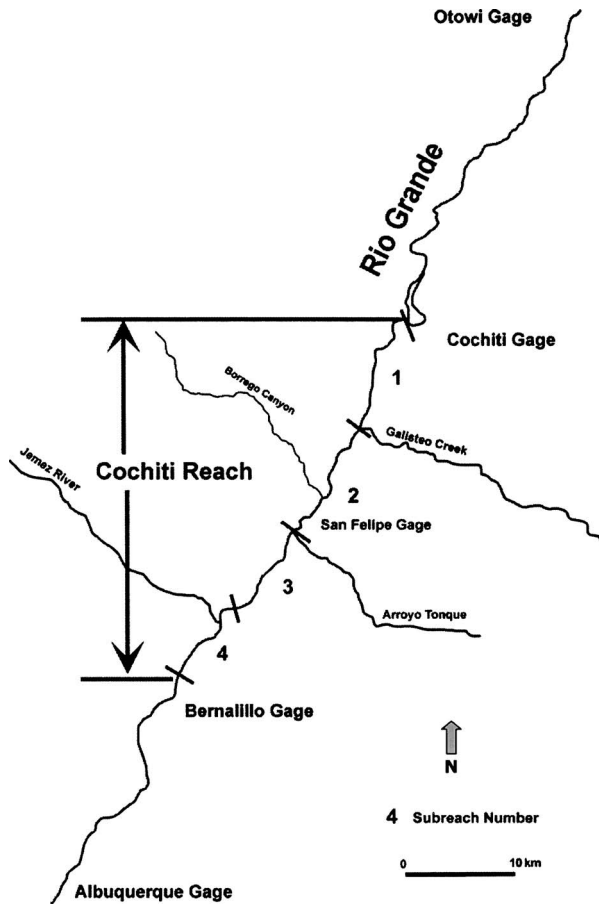 Otowi Gage
Rio Grande
Cochiti Gage
1
Borrego Canyon
Galisteo Creek
Jemez River
Cochiti Reach
2
San Felipe Gage
3
Arroyo Tonque
4
Bernalillo Gage
N
4 Subreach Number
0 10 km
Albuquerque Gage